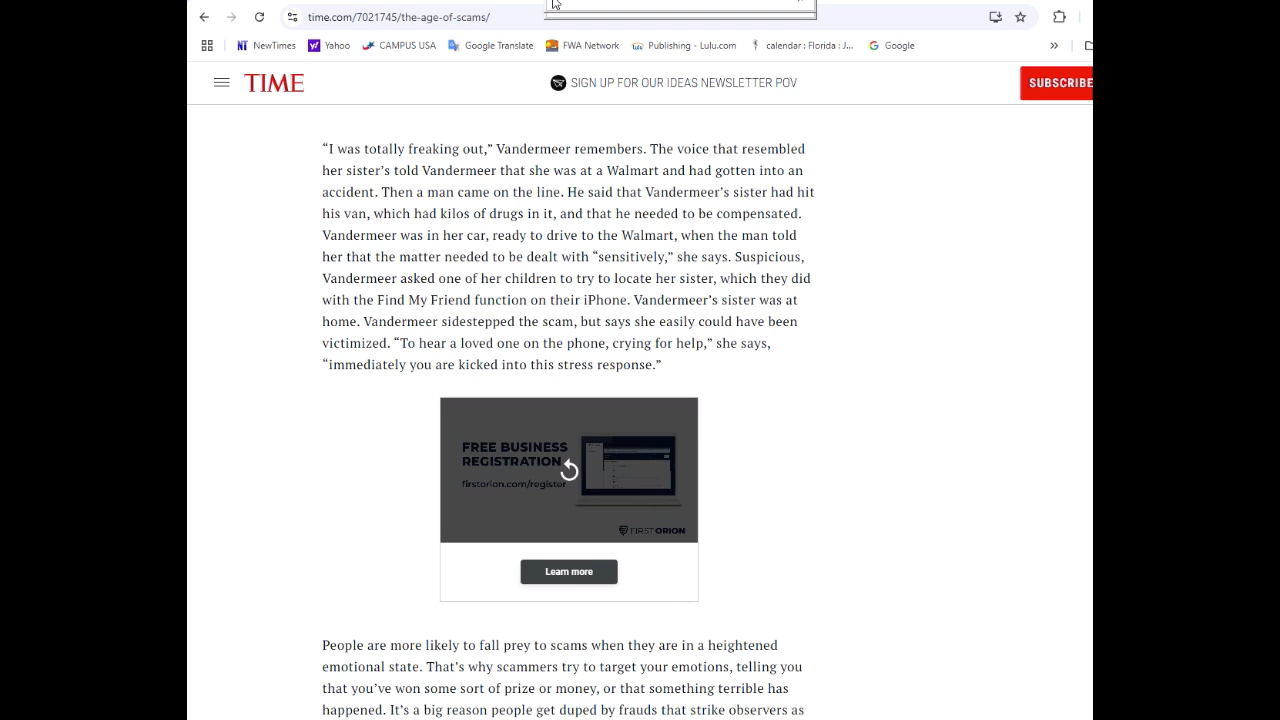 time.com/7021745/the-age-of-scams/
NewTimes Yahoo CAMPUS USA Google Translate FWA Network Publishing - Lulu.com calendar : Florida : J... Google »
TIME SIGN UP FOR OUR IDEAS NEWSLETTER POV SUBSCRIBE
“I was totally freaking out,” Vandermeer remembers. The voice that resembled
her sister’s told Vandermeer that she was at a Walmart and had gotten into an
accident. Then a man came on the line. He said that Vandermeer’s sister had hit
his van, which had kilos of drugs in it, and that he needed to be compensated.
Vandermeer was in her car, ready to drive to the Walmart, when the man told
her that the matter needed to be dealt with “sensitively,” she says. Suspicious,
Vandermeer asked one of her children to try to locate her sister, which they did
with the Find My Friend function on their iPhone. Vandermeer’s sister was at
home. Vandermeer sidestepped the scam, but says she easily could have been
victimized. “To hear a loved one on the phone, crying for help,” she says,
“immediately you are kicked into this stress response.”
FREE BUSINESS
REGISTRATION
firstorion.com/register
FIRST ORION
Learn more
People are more likely to fall prey to scams when they are in a heightened
emotional state. That’s why scammers try to target your emotions, telling you
that you’ve won some sort of prize or money, or that something terrible has
happened. It’s a big reason people get duped by frauds that strike observers as